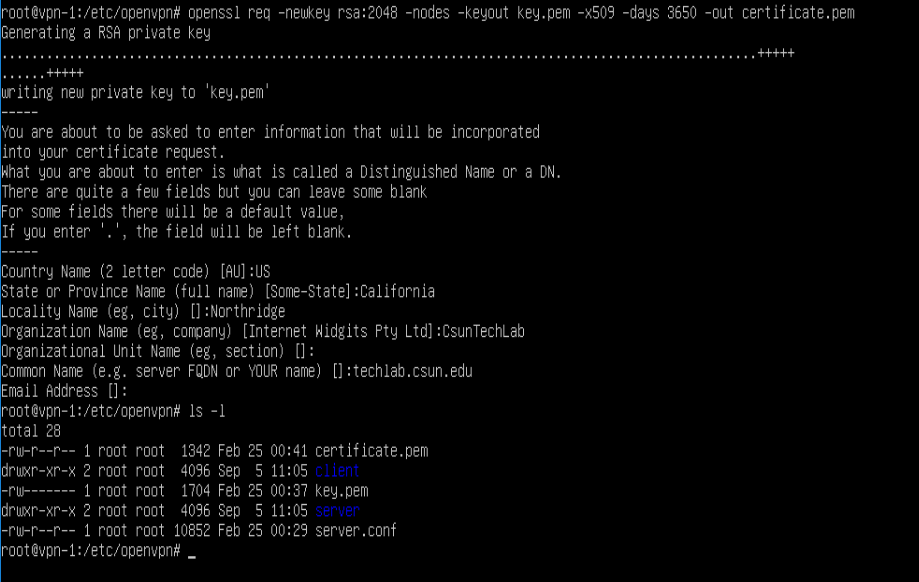 root@vpn-1:/etc/openvpn# openssl req -newkey rsa:2048 -nodes -keyout key.pem -x509 -days 3650 -out certificate.pem
Generating a RSA private key
.....................................................................................................+++++
......+++++
writing new private key to 'key.pem'
-----
You are about to be asked to enter information that will be incorporated
into your certificate request.
What you are about to enter is what is called a Distinguished Name or a DN.
There are quite a few fields but you can leave some blank
For some fields there will be a default value,
If you enter '.', the field will be left blank.
-----
Country Name (2 letter code) [AU]:US
State or Province Name (full name) [Some-State]:California
Locality Name (eg, city) []:Northridge
Organization Name (eg, company) [Internet Widgits Pty Ltd]:CsunTechLab
Organizational Unit Name (eg, section) []:
Common Name (e.g. server FQDN or YOUR name) []:techlab.csun.edu
Email Address []:
root@vpn-1:/etc/openvpn# ls -l
total 28
-rw-r--r-- 1 root root  1342 Feb 25 00:41 certificate.pem
drwxr-xr-x 2 root root  4096 Sep  5 11:05 client
-rw------- 1 root root  1704 Feb 25 00:37 key.pem
drwxr-xr-x 2 root root  4096 Sep  5 11:05 server
-rw-r--r-- 1 root root 10852 Feb 25 00:29 server.conf
root@vpn-1:/etc/openvpn# _